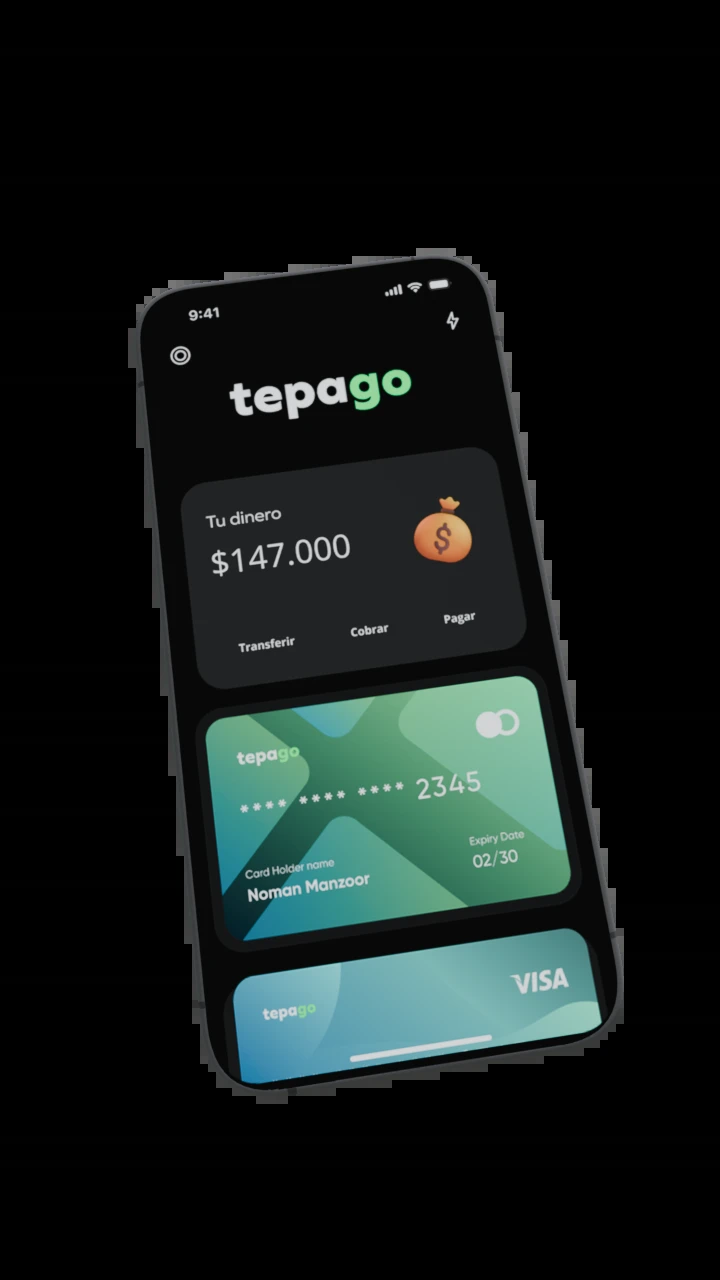 9:41
tepago
Tu dinero
$147.000
Transferir Cobrar Pagar
tepago
**** **** **** 2345
Card Holder name
Noman Manzoor
Expiry Date
02/30
VISA
tepago